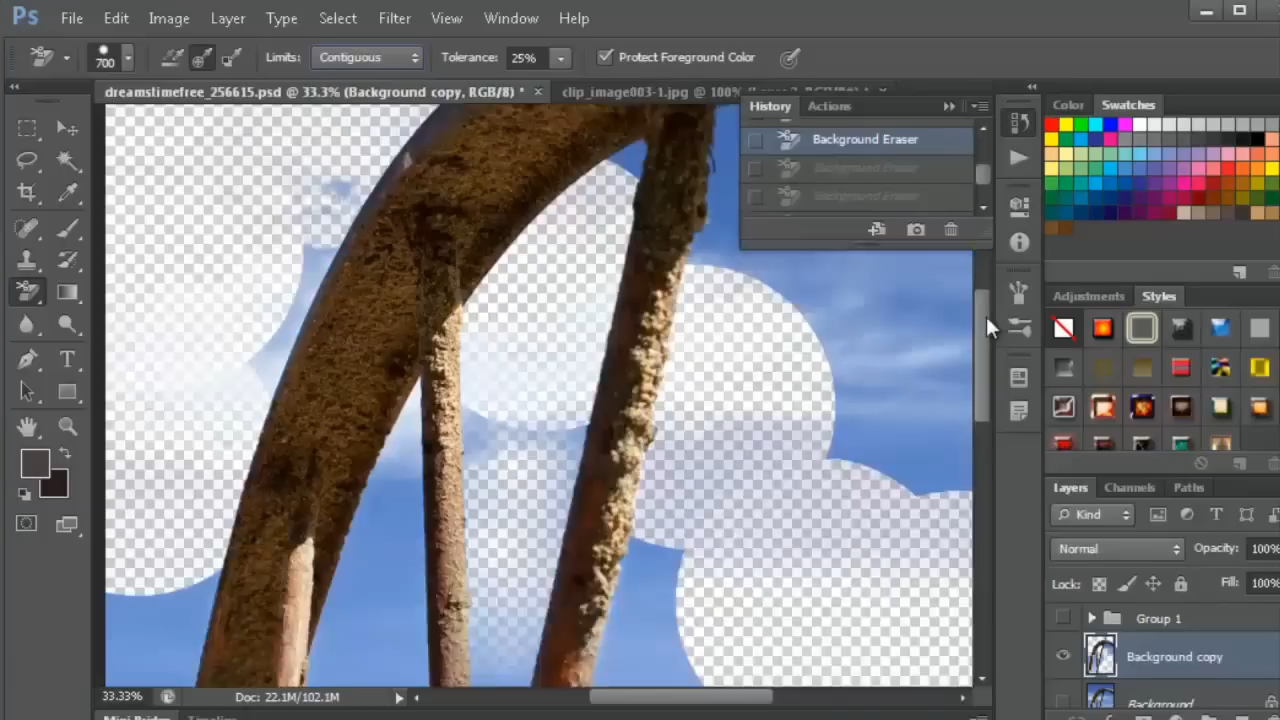 Ps File Edit Image Layer Select Filter View Window Help
700 Limits: Contiguous Tolerance: 25% Protect Foreground Color
dreamstimefree_256615.psd @ 33.3% (Background copy, RGB/8) * × clip_image003-1.jpg @ 100%
History Actions
Background Eraser
Background Eraser
Background Eraser
Color Swatches
Adjustments Styles
Layers Channels Paths
Kind
Normal Opacity: 100%
Lock: Fill: 100%
Group 1
Background copy
Background
33.33% Doc: 22.1M/102.1M
Mini Bridge Timeline